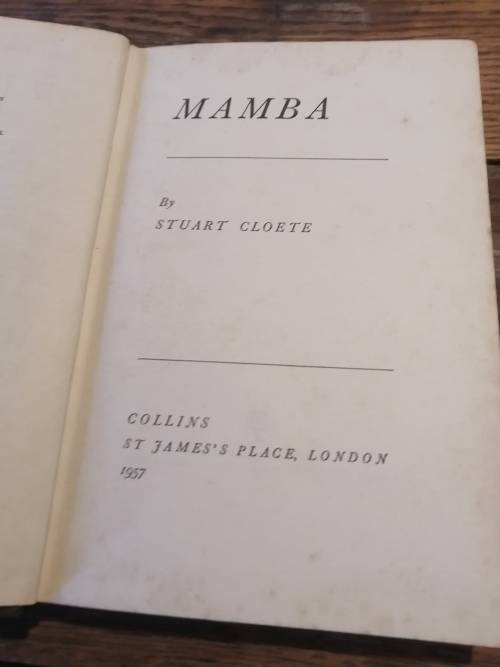 MAMBA
By
STUART CLOETE
COLLINS
ST JAMES'S PLACE, LONDON
1957